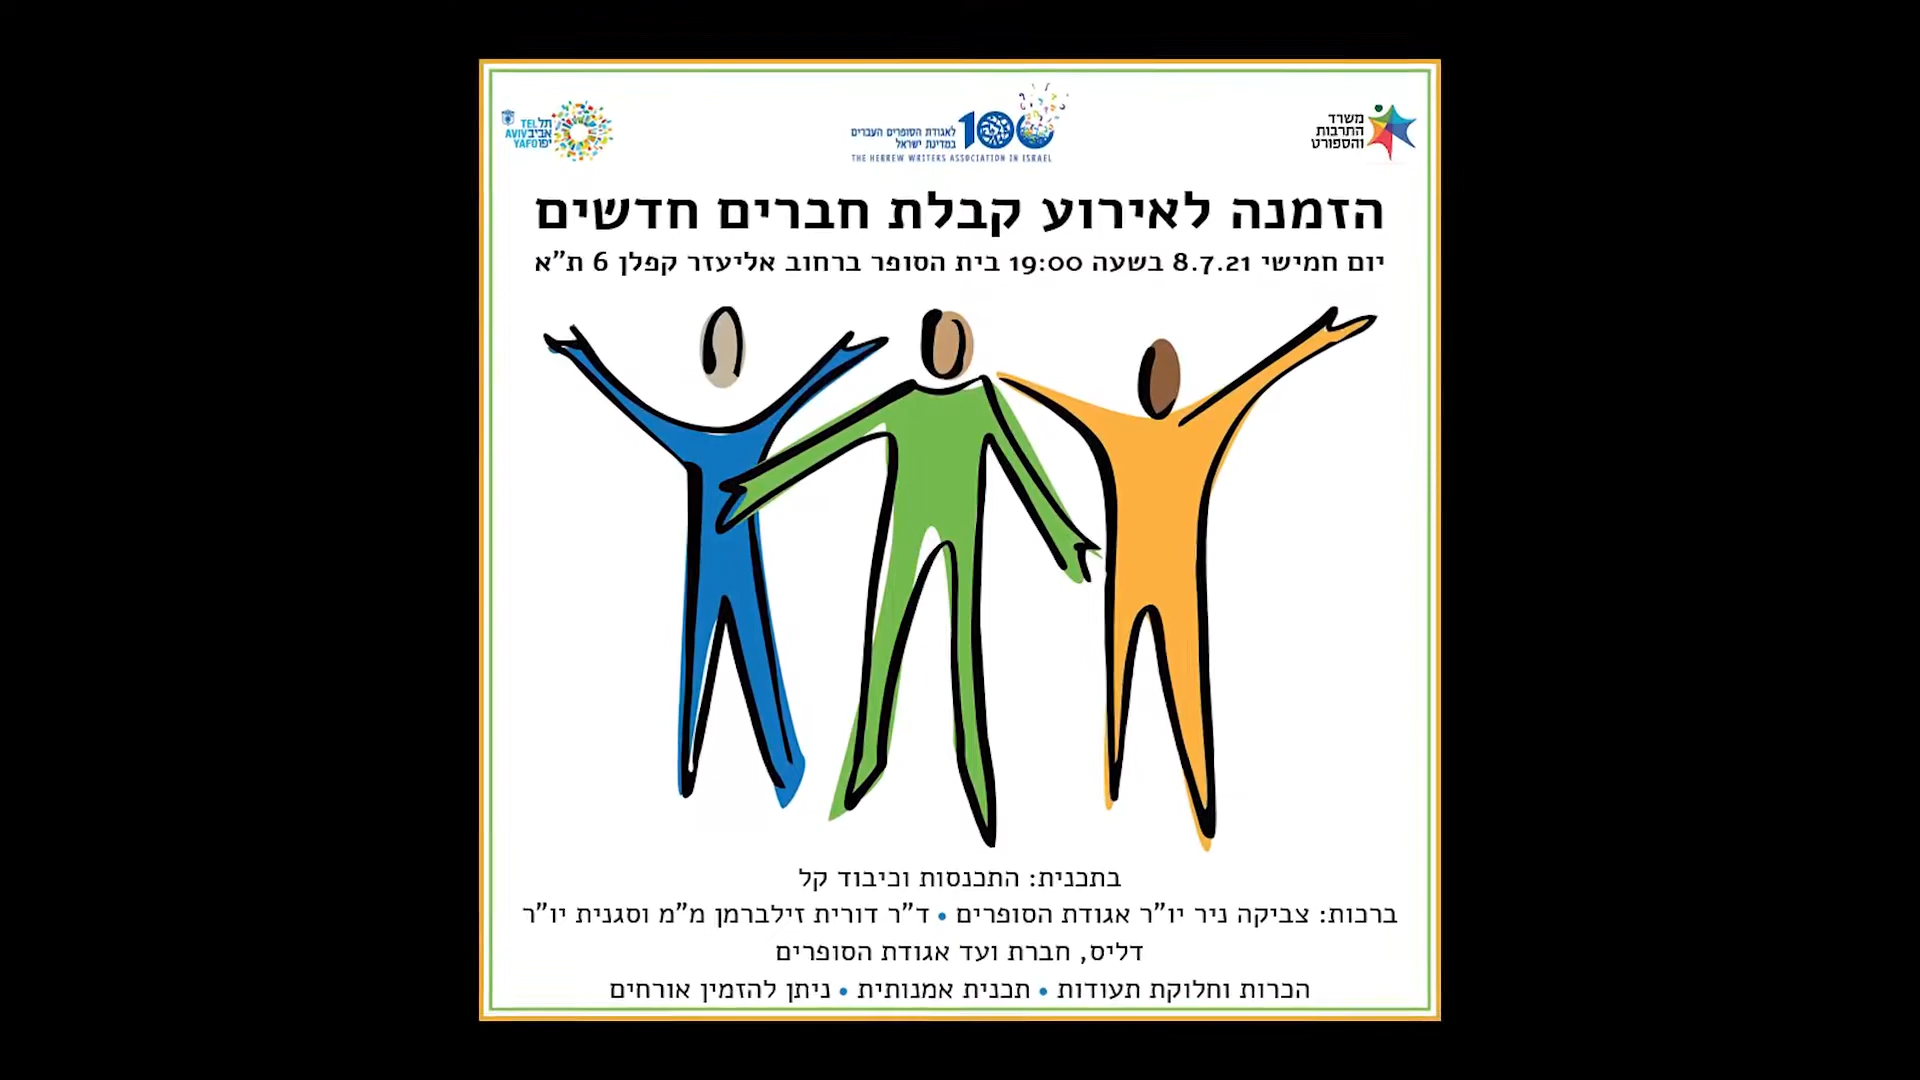 משרד
התרבות
והספורט
100
לאגודת הסופרים העברים
במדינת ישראל
THE HEBREW WRITERS ASSOCIATION IN ISRAEL
תל TEL
אביב AVIV
יפו YAFO
הזמנה לאירוע קבלת חברים חדשים
יום חמישי 8.7.21 בשעה 19:00 בית הסופר ברחוב אליעזר קפלן 6 ת"א
בתכנית: התכנסות וכיבוד קל
ברכות: צביקה ניר יו"ר אגודת הסופרים • ד"ר דורית זילברמן מ"מ וסגנית יו"ר
דליס, חברת ועד אגודת הסופרים
הכרות וחלוקת תעודות • תכנית אמנותית • ניתן להזמין אורחים